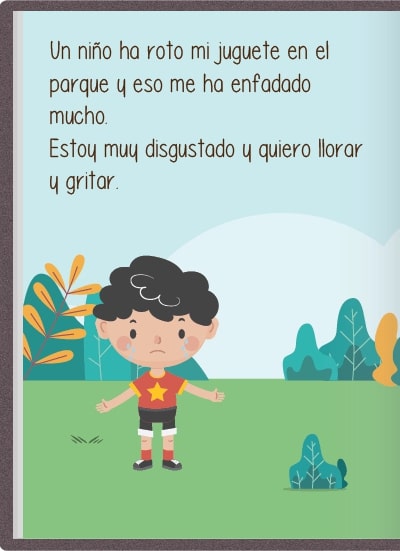 Un niño ha roto mi juguete en el
parque y eso me ha enfadado
mucho.
Estoy muy disgustado y quiero llorar
y gritar.